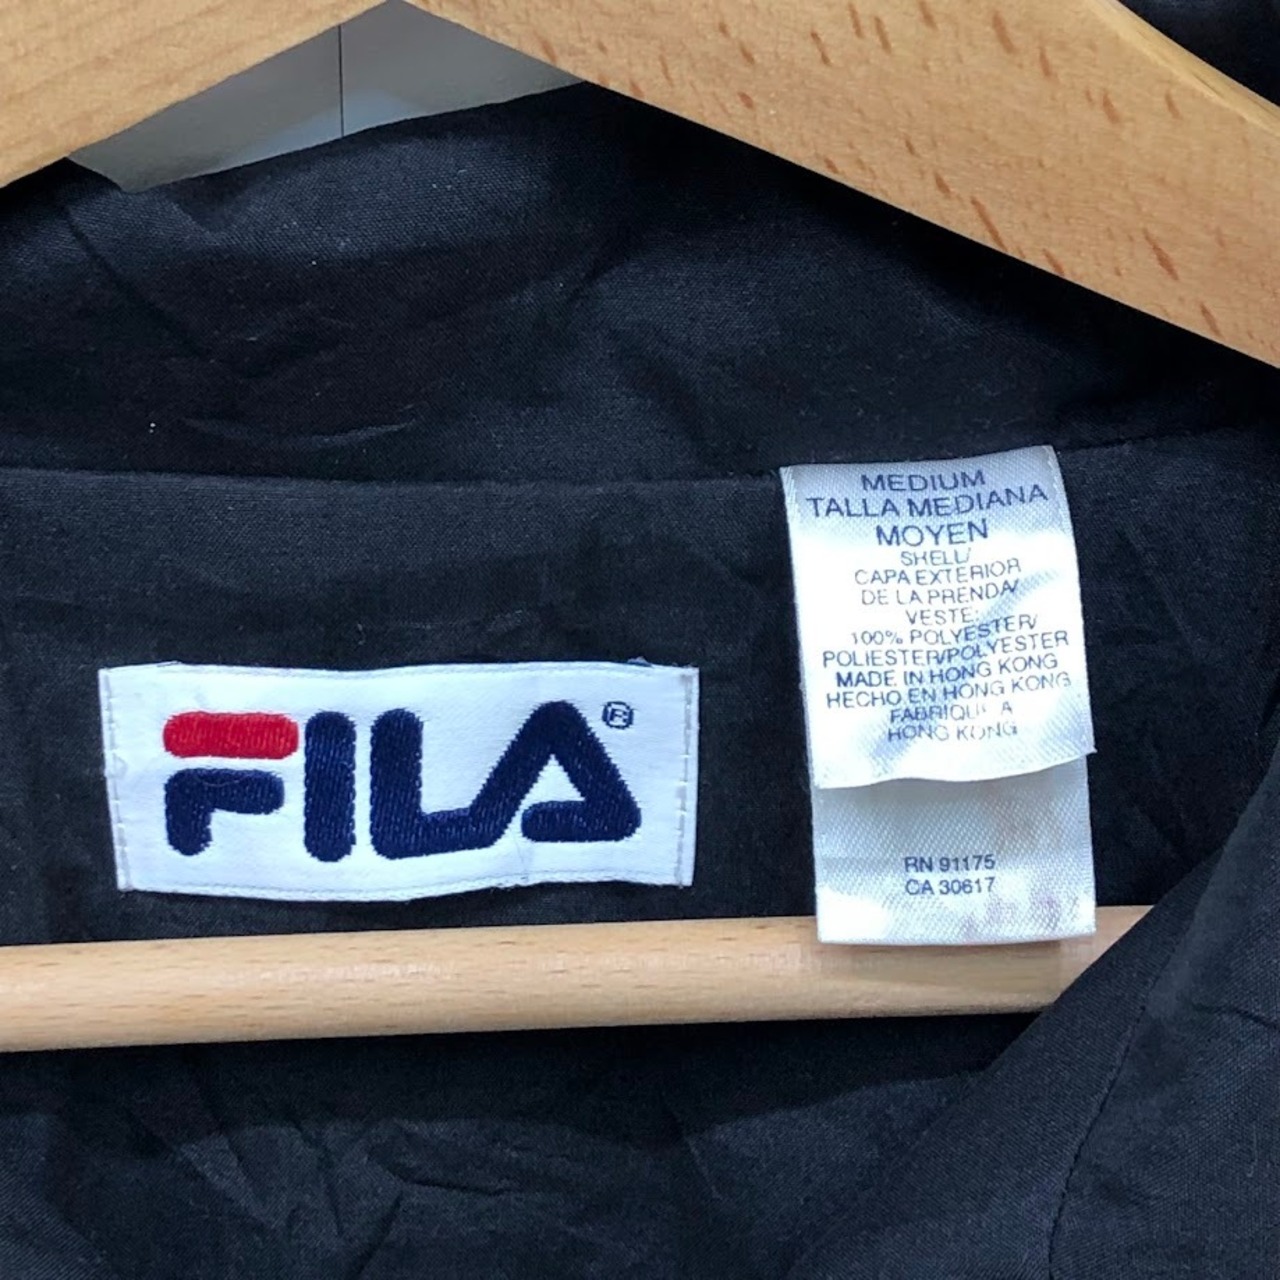 FILA®
MEDIUM
TALLA MEDIANA
MOYEN
SHELL/
CAPA EXTERIOR
DE LA PRENDA/
VESTE:
100% POLYESTER/
POLIESTER/POLYESTER
MADE IN HONG KONG
HECHO EN HONG KONG
FABRIQUE A
HONG KONG
RN 91175
CA 30617